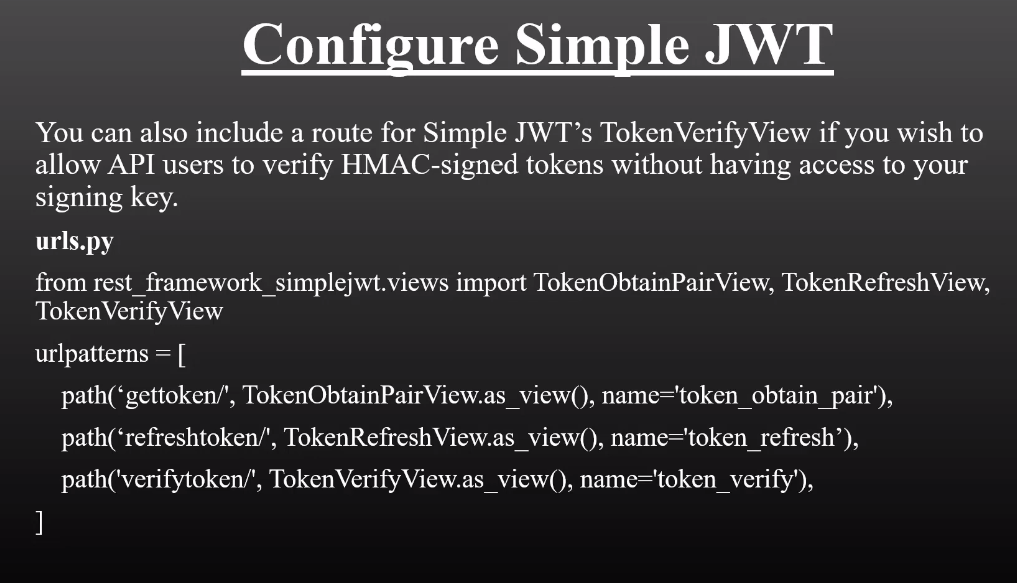 Configure Simple JWT
You can also include a route for Simple JWT’s TokenVerifyView if you wish to
allow API users to verify HMAC-signed tokens without having access to your
signing key.
urls.py
from rest_framework_simplejwt.views import TokenObtainPairView, TokenRefreshView,
TokenVerifyView
urlpatterns = [
path(‘gettoken/', TokenObtainPairView.as_view(), name='token_obtain_pair'),
path(‘refreshtoken/', TokenRefreshView.as_view(), name='token_refresh’),
path('verifytoken/', TokenVerifyView.as_view(), name='token_verify'),
]